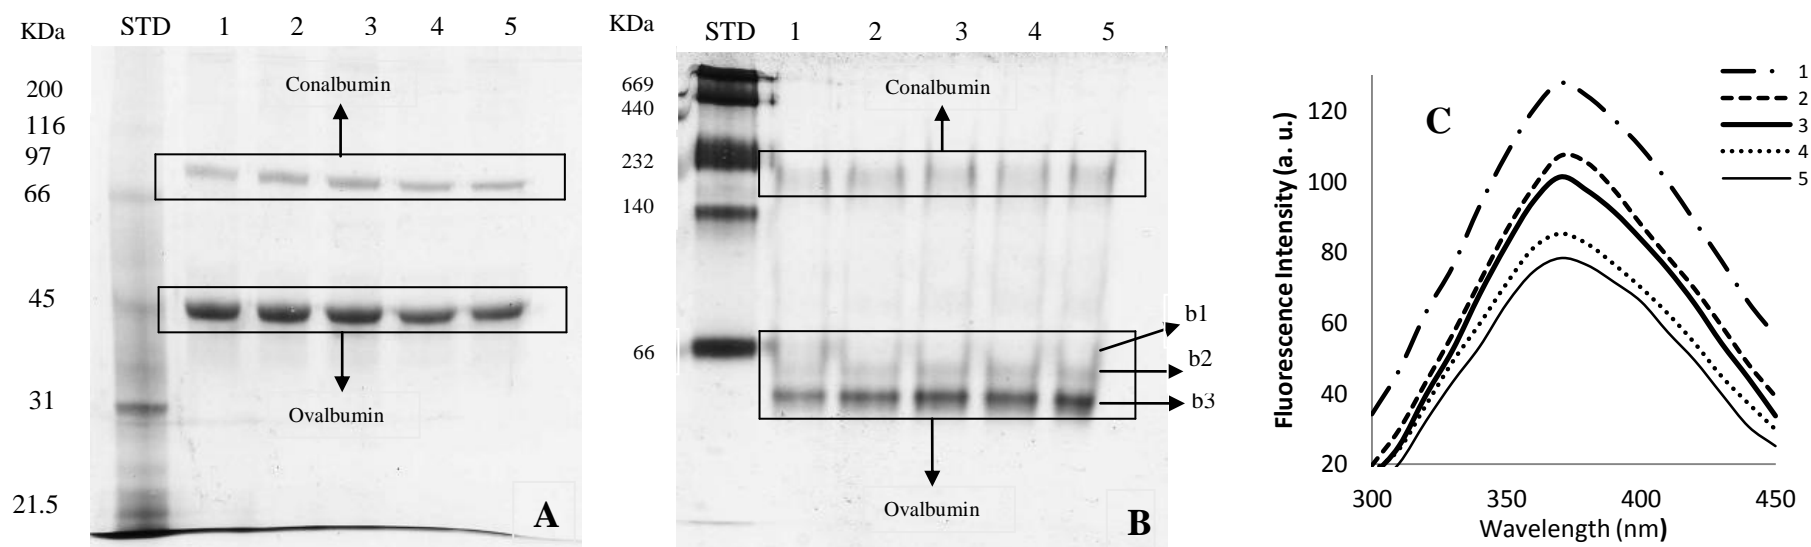 KDa STD 1 2 3 4 5
200
116
97
66
45
31
21.5
Conalbumin
Ovalbumin
A
KDa STD 1 2 3 4 5
669
440
232
140
66
Conalbumin
b1
b2
b3
Ovalbumin
B
C
1
2
3
4
5
Fluorescence Intensity (a. u.)
120
100
80
60
40
20
300 350 400 450
Wavelength (nm)